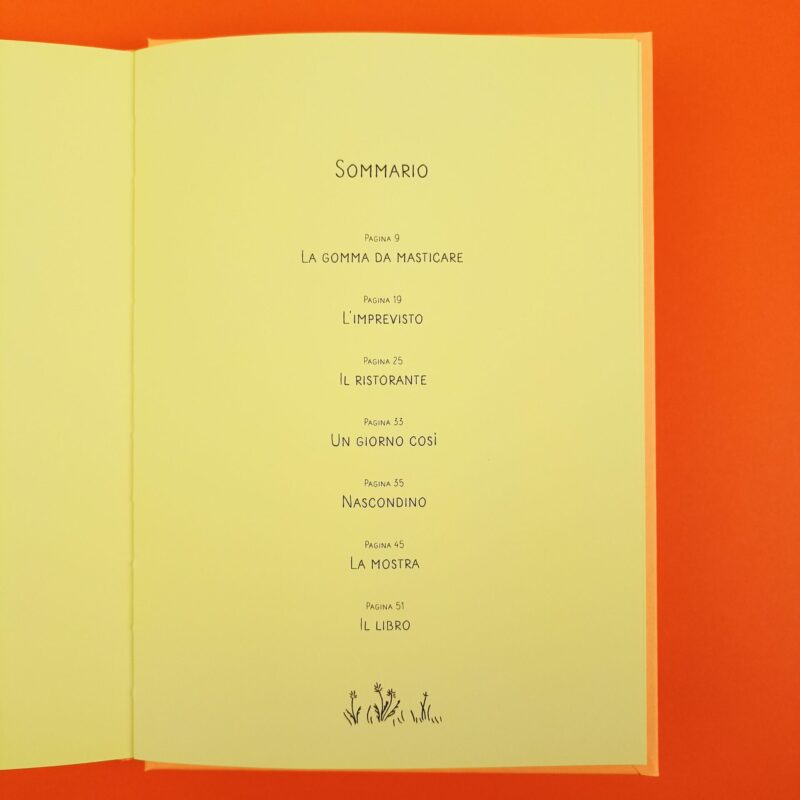 Sommario
Pagina 9
La gomma da masticare
Pagina 19
L'imprevisto
Pagina 25
Il ristorante
Pagina 33
Un giorno così
Pagina 35
Nascondino
Pagina 45
La mostra
Pagina 51
Il libro